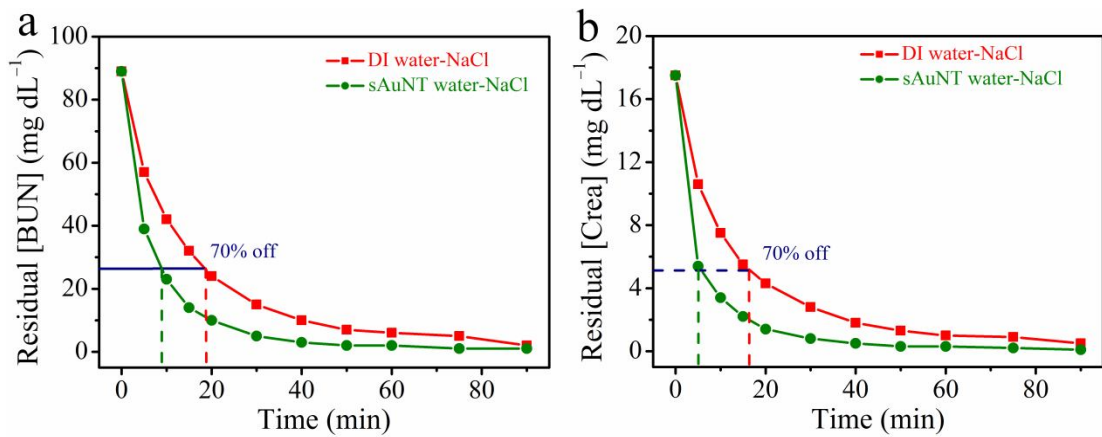 a
100
80
60
40
20
0
Residual [BUN] (mg dL⁻¹)
DI water-NaCl
sAuNT water-NaCl
70% off
0 20 40 60 80
Time (min)
b
20
16
12
8
4
0
Residual [Crea] (mg dL⁻¹)
DI water-NaCl
sAuNT water-NaCl
70% off
0 20 40 60 80
Time (min)